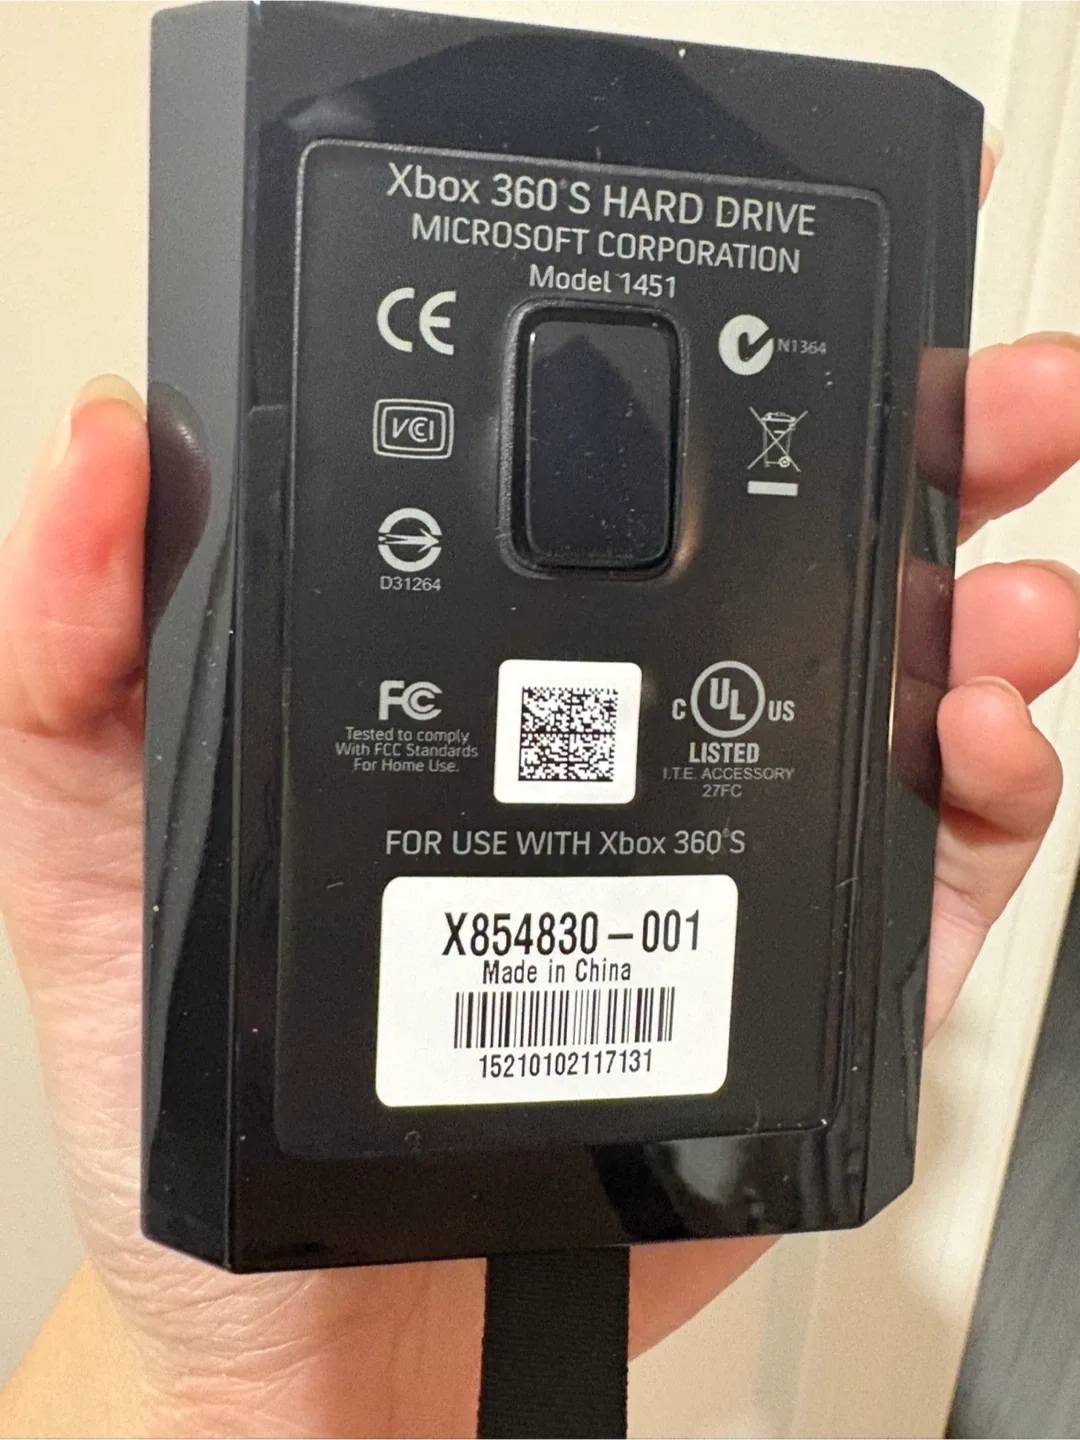 Xbox 360® S HARD DRIVE
MICROSOFT CORPORATION
Model 1451
CE
N1364
VCI
D31264
FC
Tested to comply
With FCC Standards
For Home Use.
C UL US
LISTED
I.T.E. ACCESSORY
27FC
FOR USE WITH Xbox 360® S
X854830-001
Made in China
15210102117131